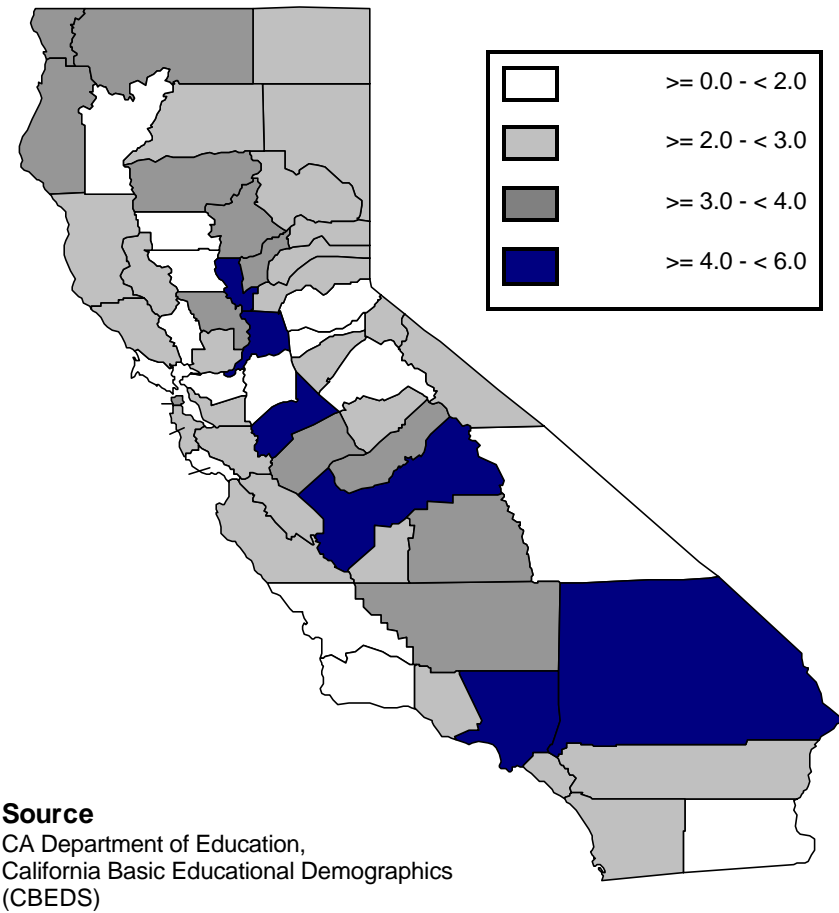 >= 0.0 - < 2.0
>= 2.0 - < 3.0
>= 3.0 - < 4.0
>= 4.0 - < 6.0
Source
CA Department of Education,
California Basic Educational Demographics
(CBEDS)